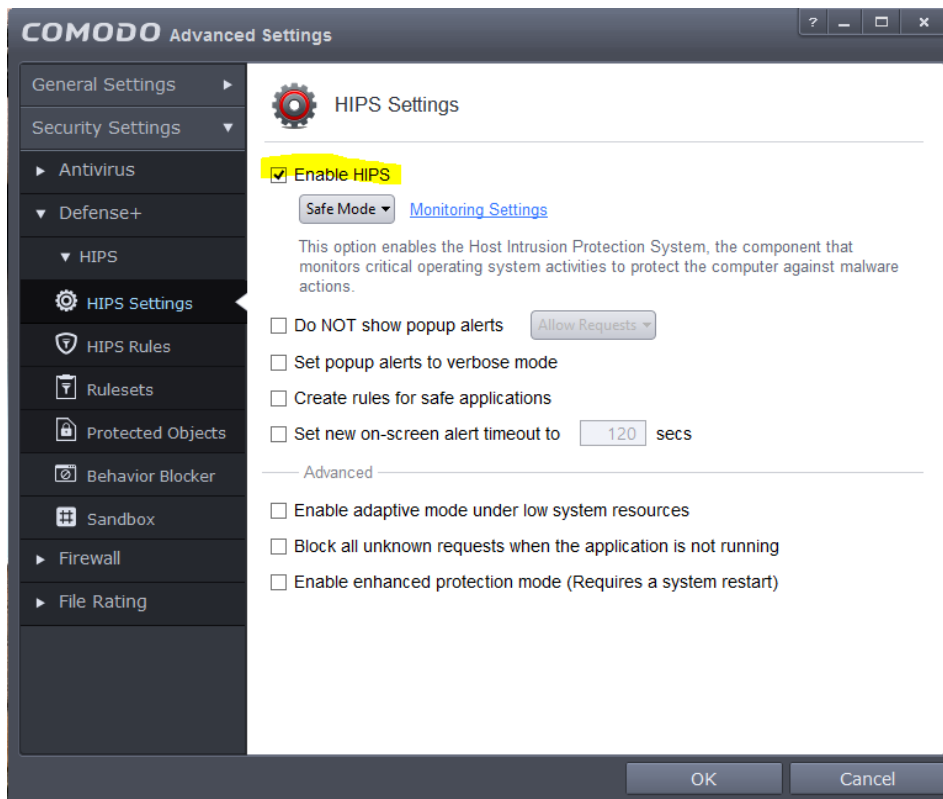 COMODO Advanced Settings
?
General Settings
Security Settings
Antivirus
Defense+
HIPS
HIPS Settings
HIPS Rules
Rulesets
Protected Objects
Behavior Blocker
Sandbox
Firewall
File Rating
HIPS Settings
Enable HIPS
Safe Mode Monitoring Settings
This option enables the Host Intrusion Protection System, the component that
monitors critical operating system activities to protect the computer against malware
actions.
Do NOT show popup alerts Allow Requests
Set popup alerts to verbose mode
Create rules for safe applications
Set new on-screen alert timeout to 120 secs
Advanced
Enable adaptive mode under low system resources
Block all unknown requests when the application is not running
Enable enhanced protection mode (Requires a system restart)
OK Cancel